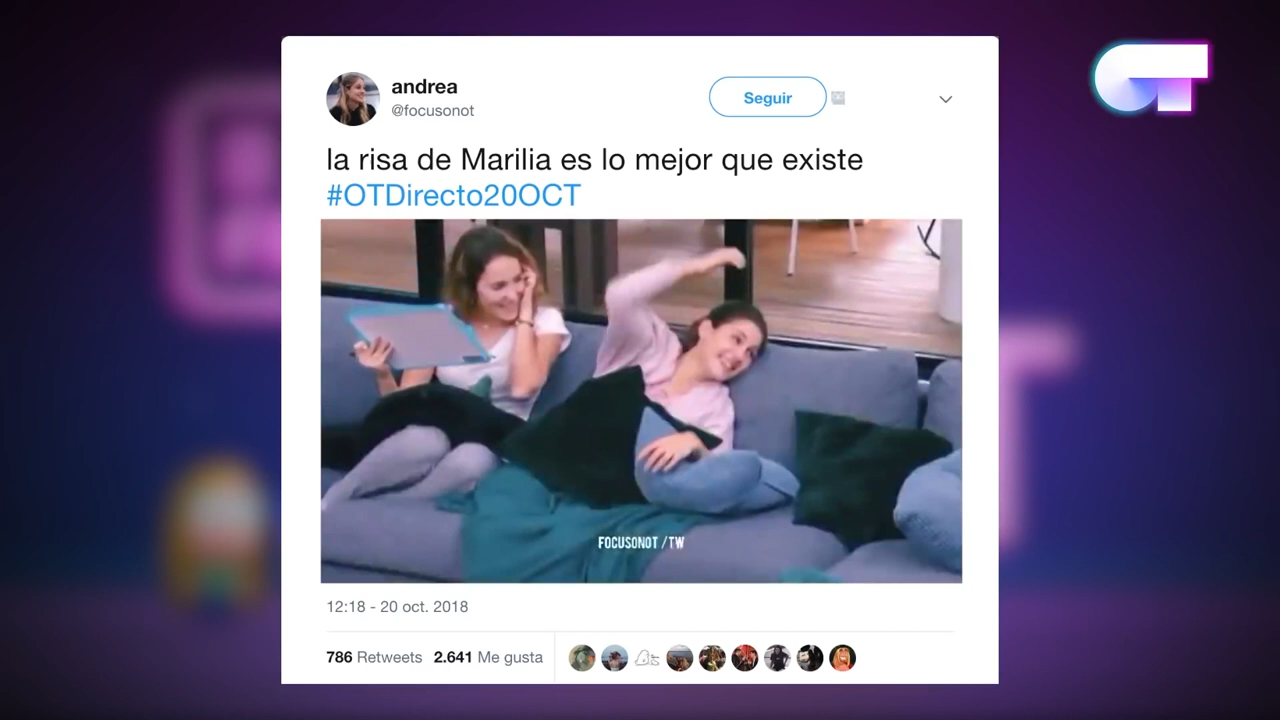 andrea
@focusonot
Seguir
la risa de Marilia es lo mejor que existe
#OTDirecto20OCT
FOCUSONOT /TW
12:18 - 20 oct. 2018
786 Retweets 2.641 Me gusta
OT